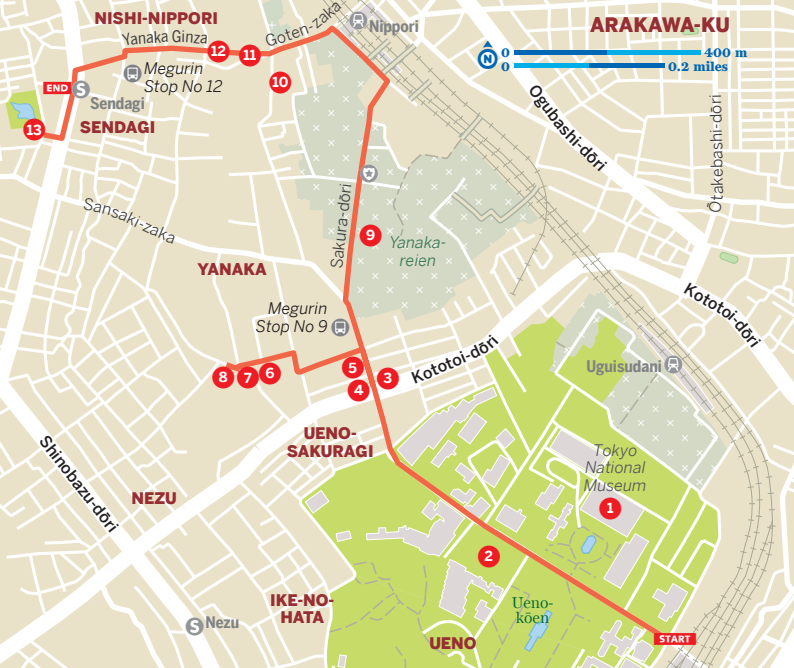 NISHI-NIPPORI
Yanaka Ginza
Goten-zaka
Nippori
ARAKAWA-KU
N
0
400 m
0
0.2 miles
12
11
10
Megurin
Stop No 12
END
S
Sendagi
SENDAGI
13
Ogubashi-dōri
Ōtakebashi-dōri
Sansaki-zaka
Sakura-dōri
9
Yanaka-
reien
YANAKA
Megurin
Stop No 9
Kototoi-dōri
Kototoi-dōri
Uguisudani
8
7
6
5
4
3
UENO-
SAKURAGI
Shinobazu-dōri
NEZU
Tokyo
National
Museum
1
2
IKE-NO-
HATA
Ueno-
kōen
S
Nezu
UENO
START